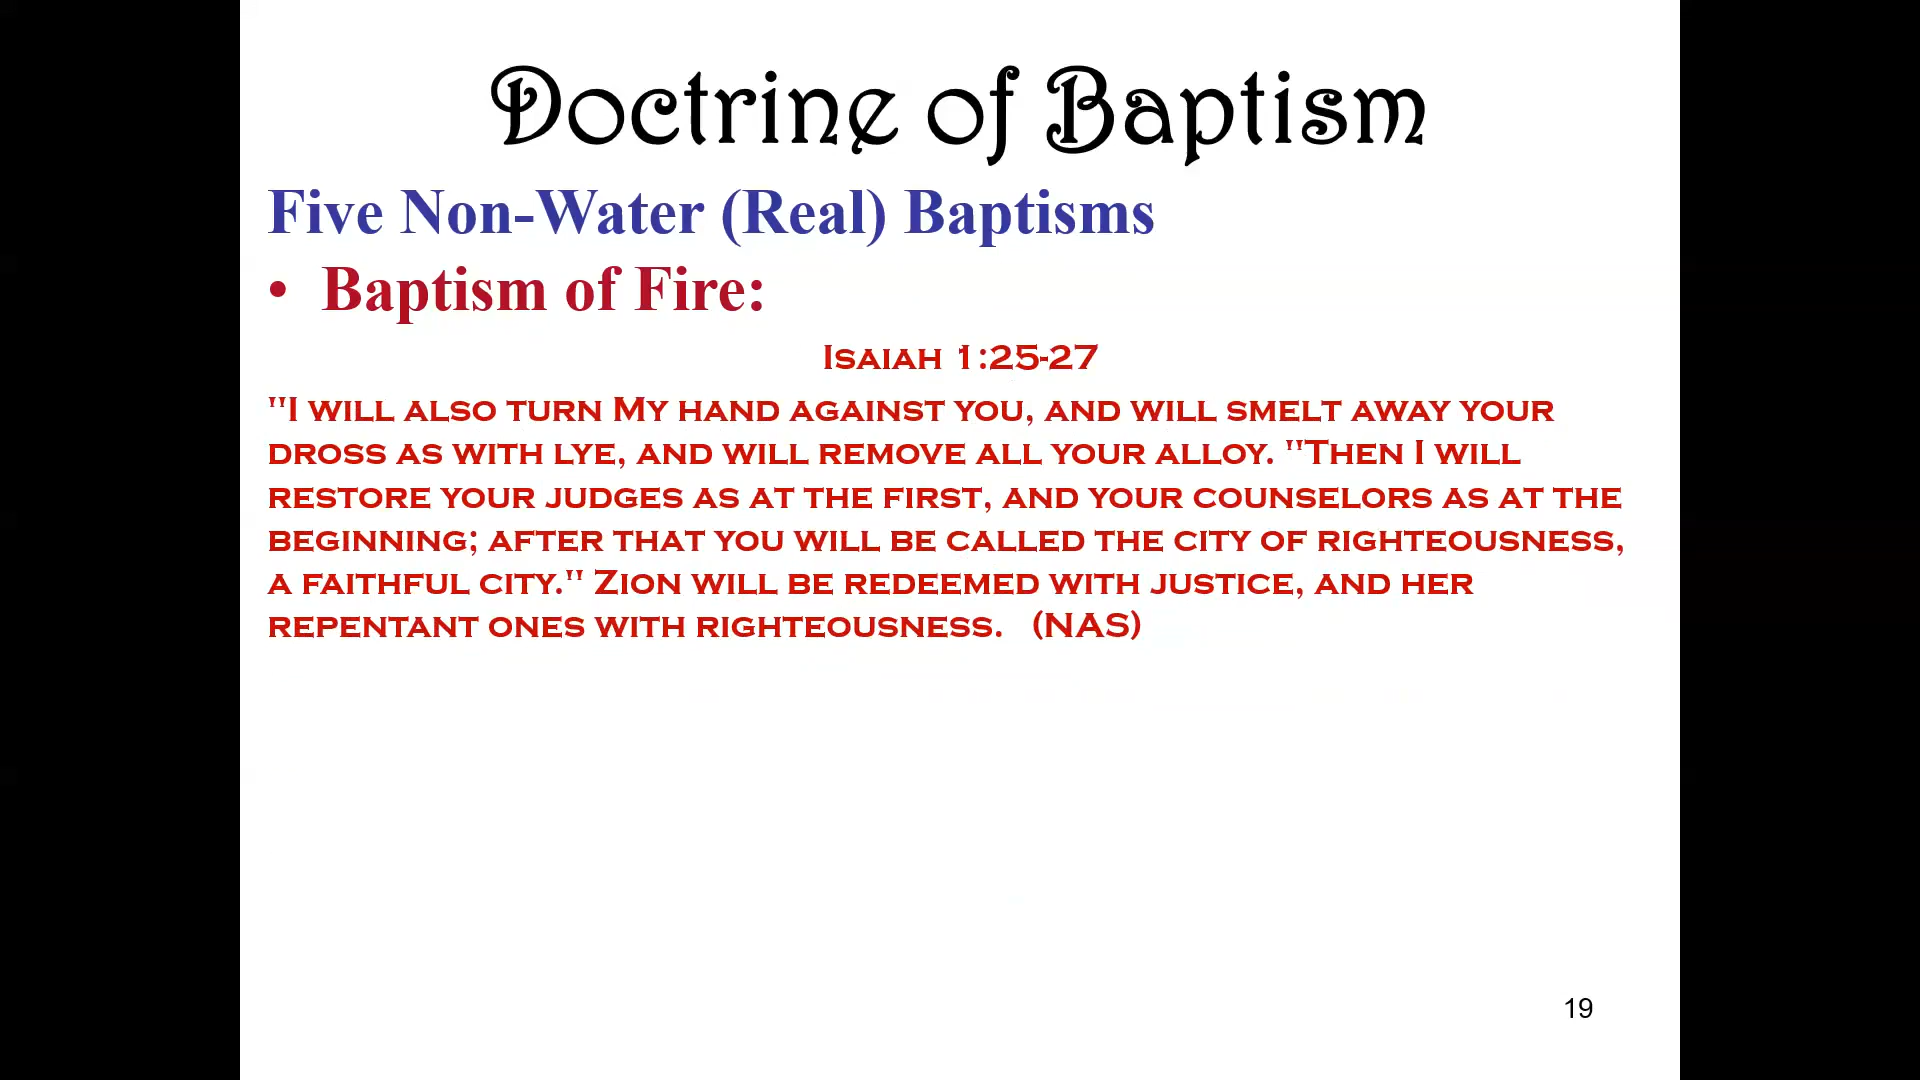 Doctrine of Baptism
Five Non-Water (Real) Baptisms
• Baptism of Fire:
Isaiah 1:25-27
"I will also turn My hand against you, and will smelt away your
dross as with lye, and will remove all your alloy. "Then I will
restore your judges as at the first, and your counselors as at the
beginning; after that you will be called the city of righteousness,
a faithful city." Zion will be redeemed with justice, and her
repentant ones with righteousness. (NAS)
19